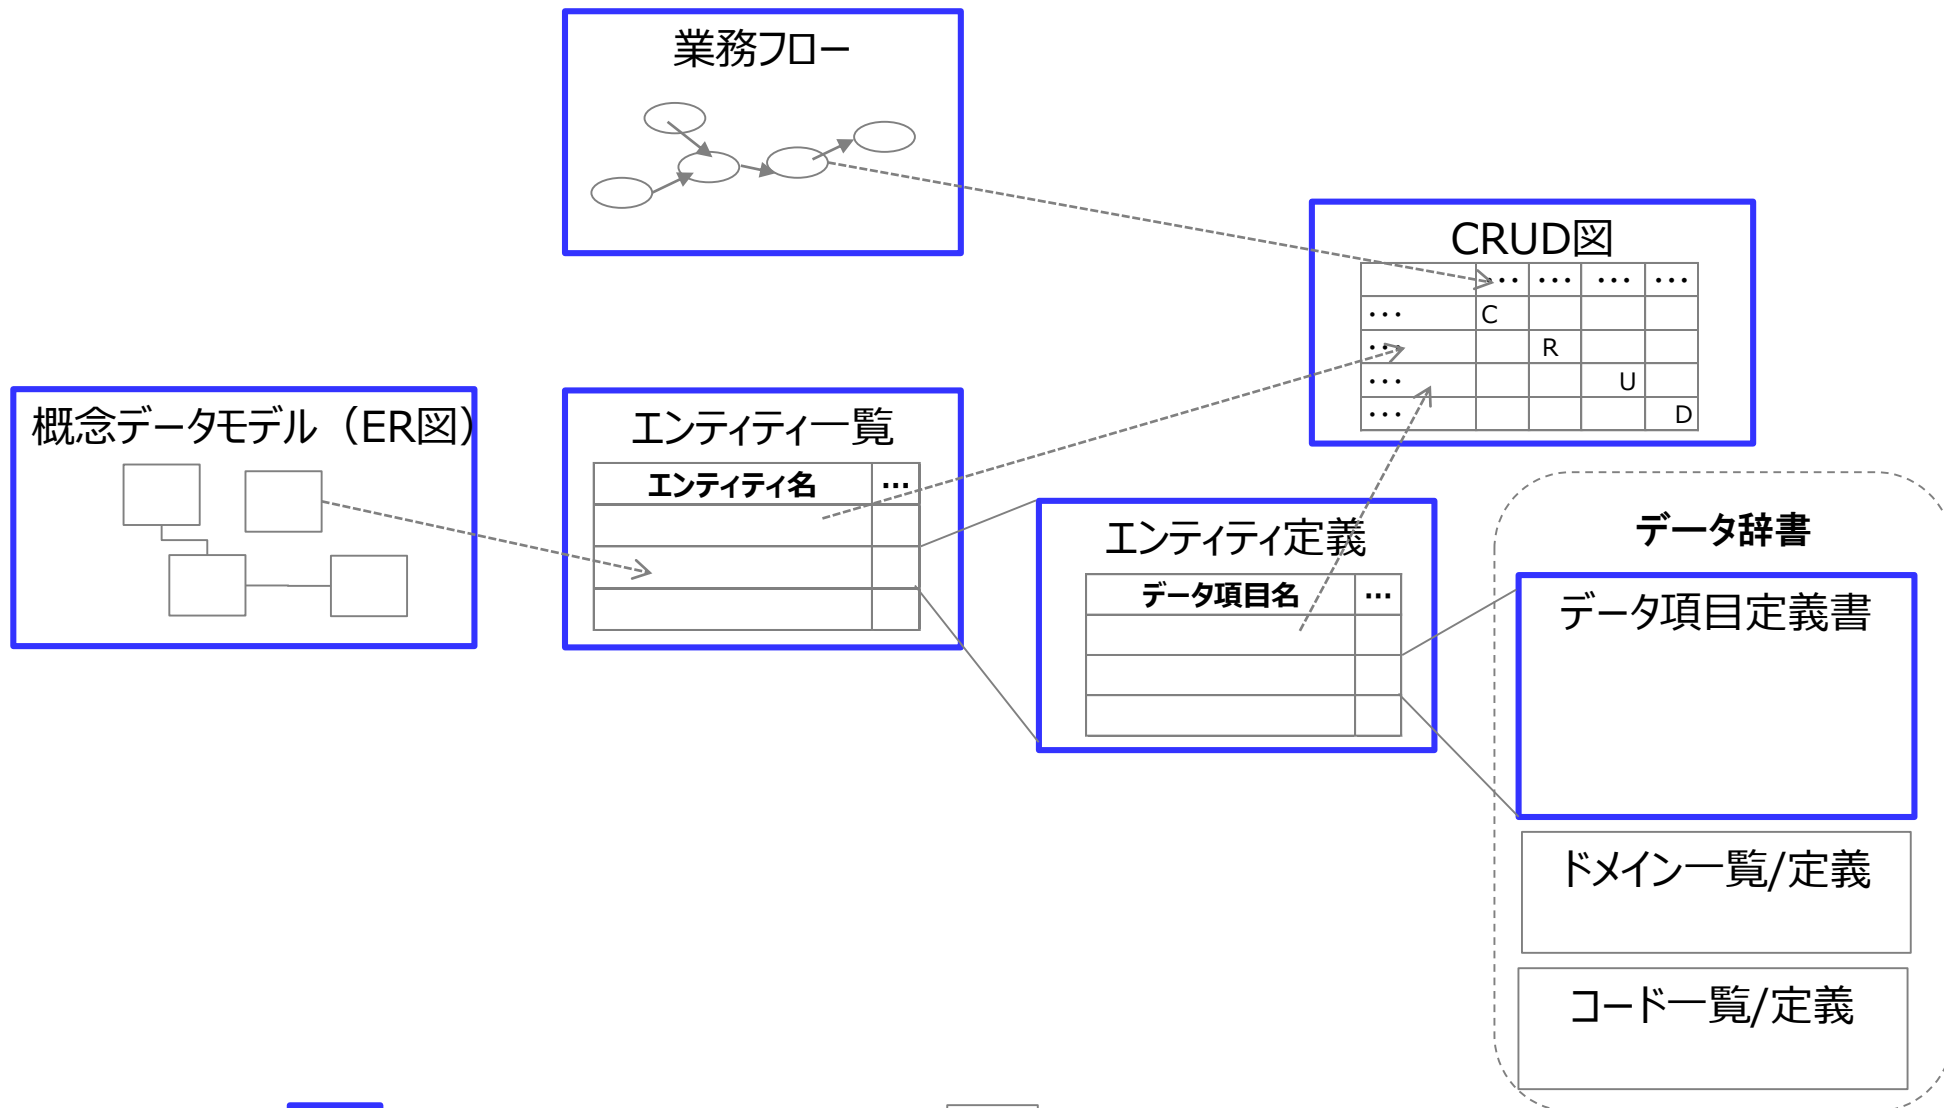 業務フロー
CRUD図
… … … …
… C
… R
… U
… D
概念データモデル（ER図）
エンティティ一覧
エンティティ名 …
エンティティ定義
データ項目名 …
データ辞書
データ項目定義書
ドメイン一覧/定義
コード一覧/定義